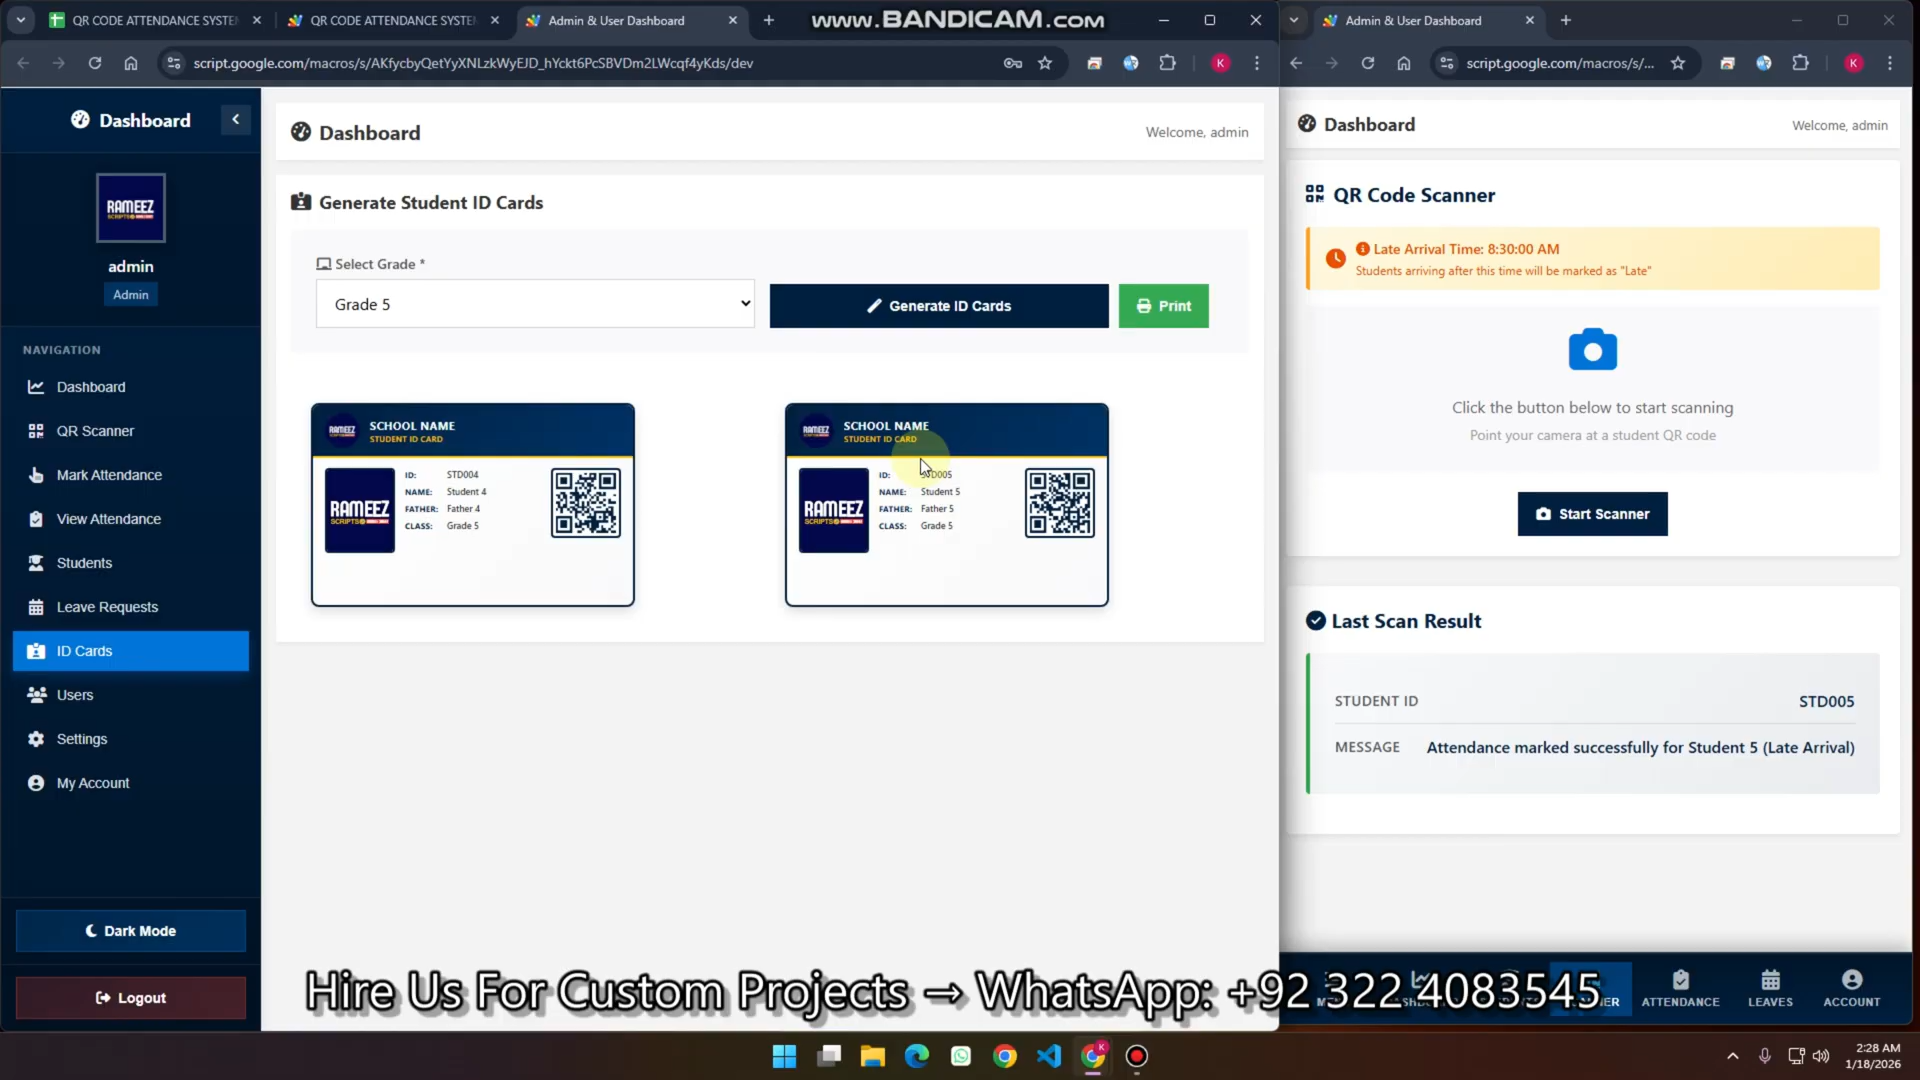 QR CODE ATTENDANCE SYSTE
QR CODE ATTENDANCE SYSTE
Admin & User Dashboard
www.BANDICAM.com
Admin & User Dashboard
script.google.com/macros/s/AKfycbyQetYyXNLzkWyEJD_hYckt6PcSBVDm2LWcqf4yKds/dev
K
script.google.com/macros/s/...
K
Dashboard
RAMEEZ
SCRIPTS
admin
Admin
NAVIGATION
Dashboard
QR Scanner
Mark Attendance
View Attendance
Students
Leave Requests
ID Cards
Users
Settings
My Account
Dark Mode
Logout
Dashboard
Welcome, admin
Generate Student ID Cards
Select Grade *
Grade 5
Generate ID Cards
Print
RAMEEZ
SCHOOL NAME
STUDENT ID CARD
RAMEEZ
SCRIPTS
ID: STD004
NAME: Student 4
FATHER: Father 4
CLASS: Grade 5
RAMEEZ
SCHOOL NAME
STUDENT ID CARD
RAMEEZ
SCRIPTS
ID: STD005
NAME: Student 5
FATHER: Father 5
CLASS: Grade 5
Dashboard
Welcome, admin
QR Code Scanner
Late Arrival Time: 8:30:00 AM
Students arriving after this time will be marked as "Late"
Click the button below to start scanning
Point your camera at a student QR code
Start Scanner
Last Scan Result
STUDENT ID STD005
MESSAGE Attendance marked successfully for Student 5 (Late Arrival)
Hire Us For Custom Projects → WhatsApp: +92 322 4083545
ATTENDANCE
LEAVES
ACCOUNT
K
2:28 AM
1/18/2026